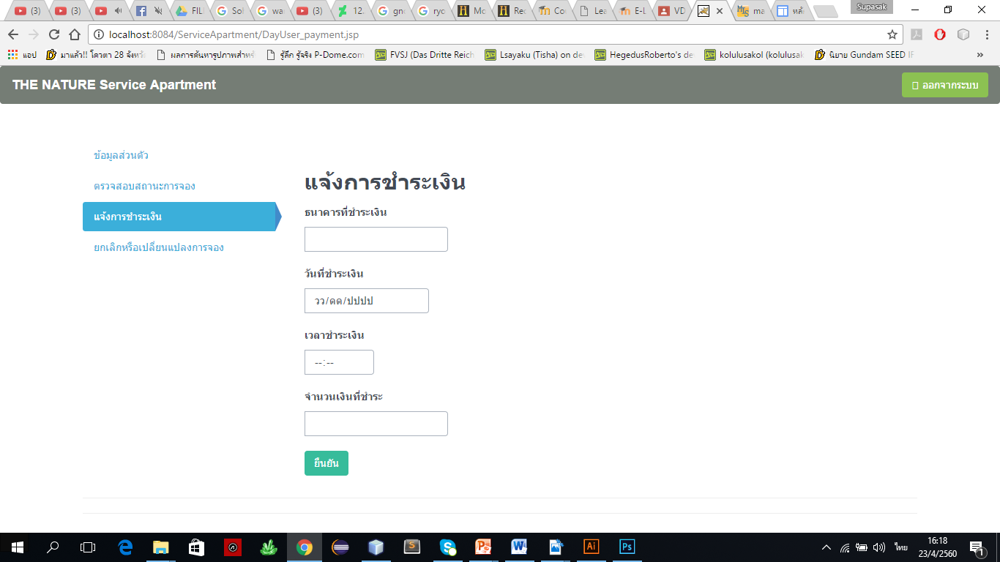 (3)
(3)
FIL
Sol
wa
(3)
12.
gno
ryo
Mo
Rec
Co
Lea
E-L
VD
ma
หลั
Supasak
localhost:8084/ServiceApartment/DayUser_payment.jsp
แอป
มาแล้ว!! โควตา 28 จังหวั
ผลการค้นหารูปภาพสำหรั
รู้ลึก รู้จริง P-Dome.com
FVSJ (Das Dritte Reich
Lsayaku (Tisha) on de
HegedusRoberto's de
kolulusakol (kolulusak
นิยาย Gundam SEED IF
»
THE NATURE Service Apartment
ออกจากระบบ
ข้อมูลส่วนตัว
ตรวจสอบสถานะการจอง
แจ้งการชำระเงิน
ยกเลิกหรือเปลี่ยนแปลงการจอง
แจ้งการชำระเงิน
ธนาคารที่ชำระเงิน
วันที่ชำระเงิน
วว/ดด/ปปปป
เวลาชำระเงิน
--:--
จำนวนเงินที่ชำระ
ยืนยัน
ไทย
16:18
23/4/2560
1